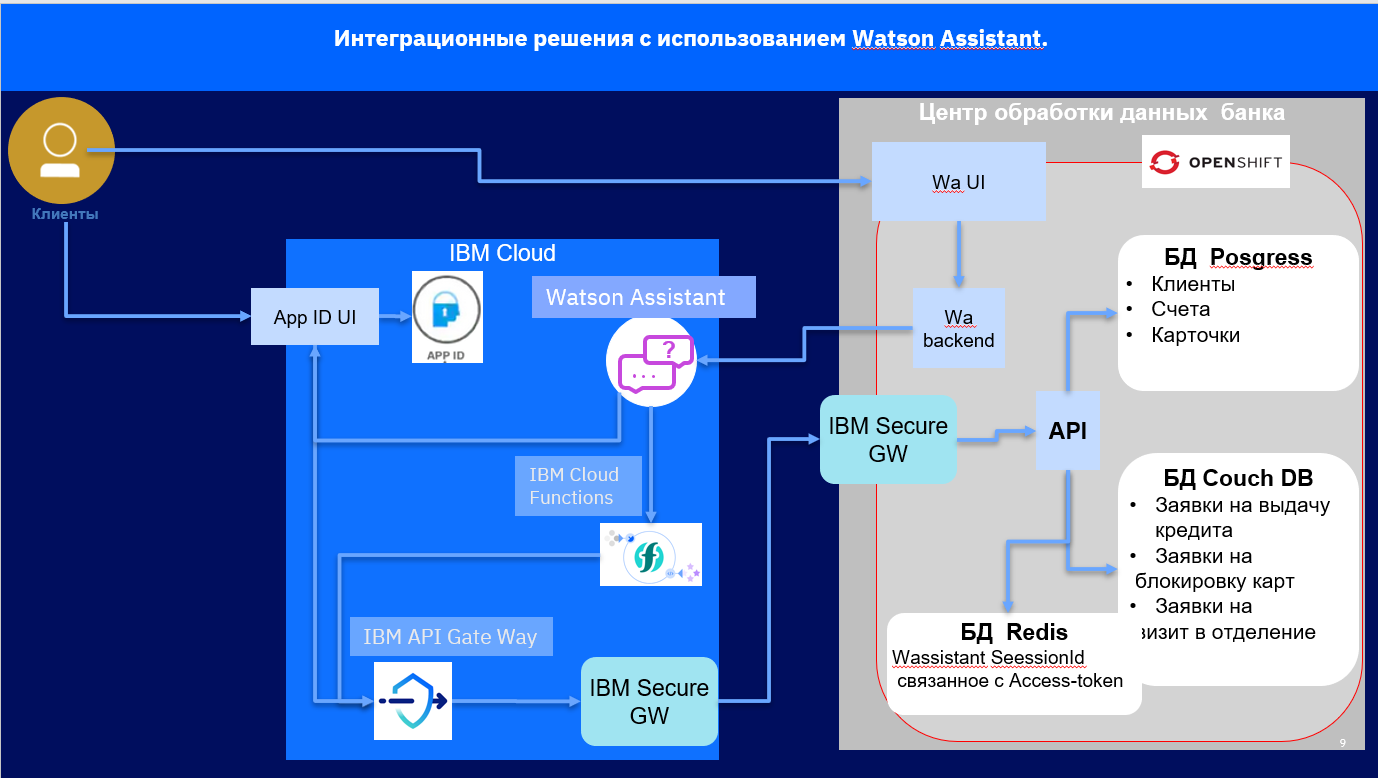 Интеграционные решения с использованием Watson Assistant.
Центр обработки данных банка
OPENSHIFT
Wa UI
Клиенты
IBM Cloud
БД Posgress
• Клиенты
• Счета
• Карточки
App ID UI
APP ID
Watson Assistant
?
...
Wa
backend
IBM Secure
GW
API
IBM Cloud
Functions
БД Couch DB
• Заявки на выдачу
кредита
• Заявки на
блокировку карт
• Заявки на
визит в отделение
IBM API Gate Way
IBM Secure
GW
БД Redis
Wassistant SeessionId
связанное с Access-token
9